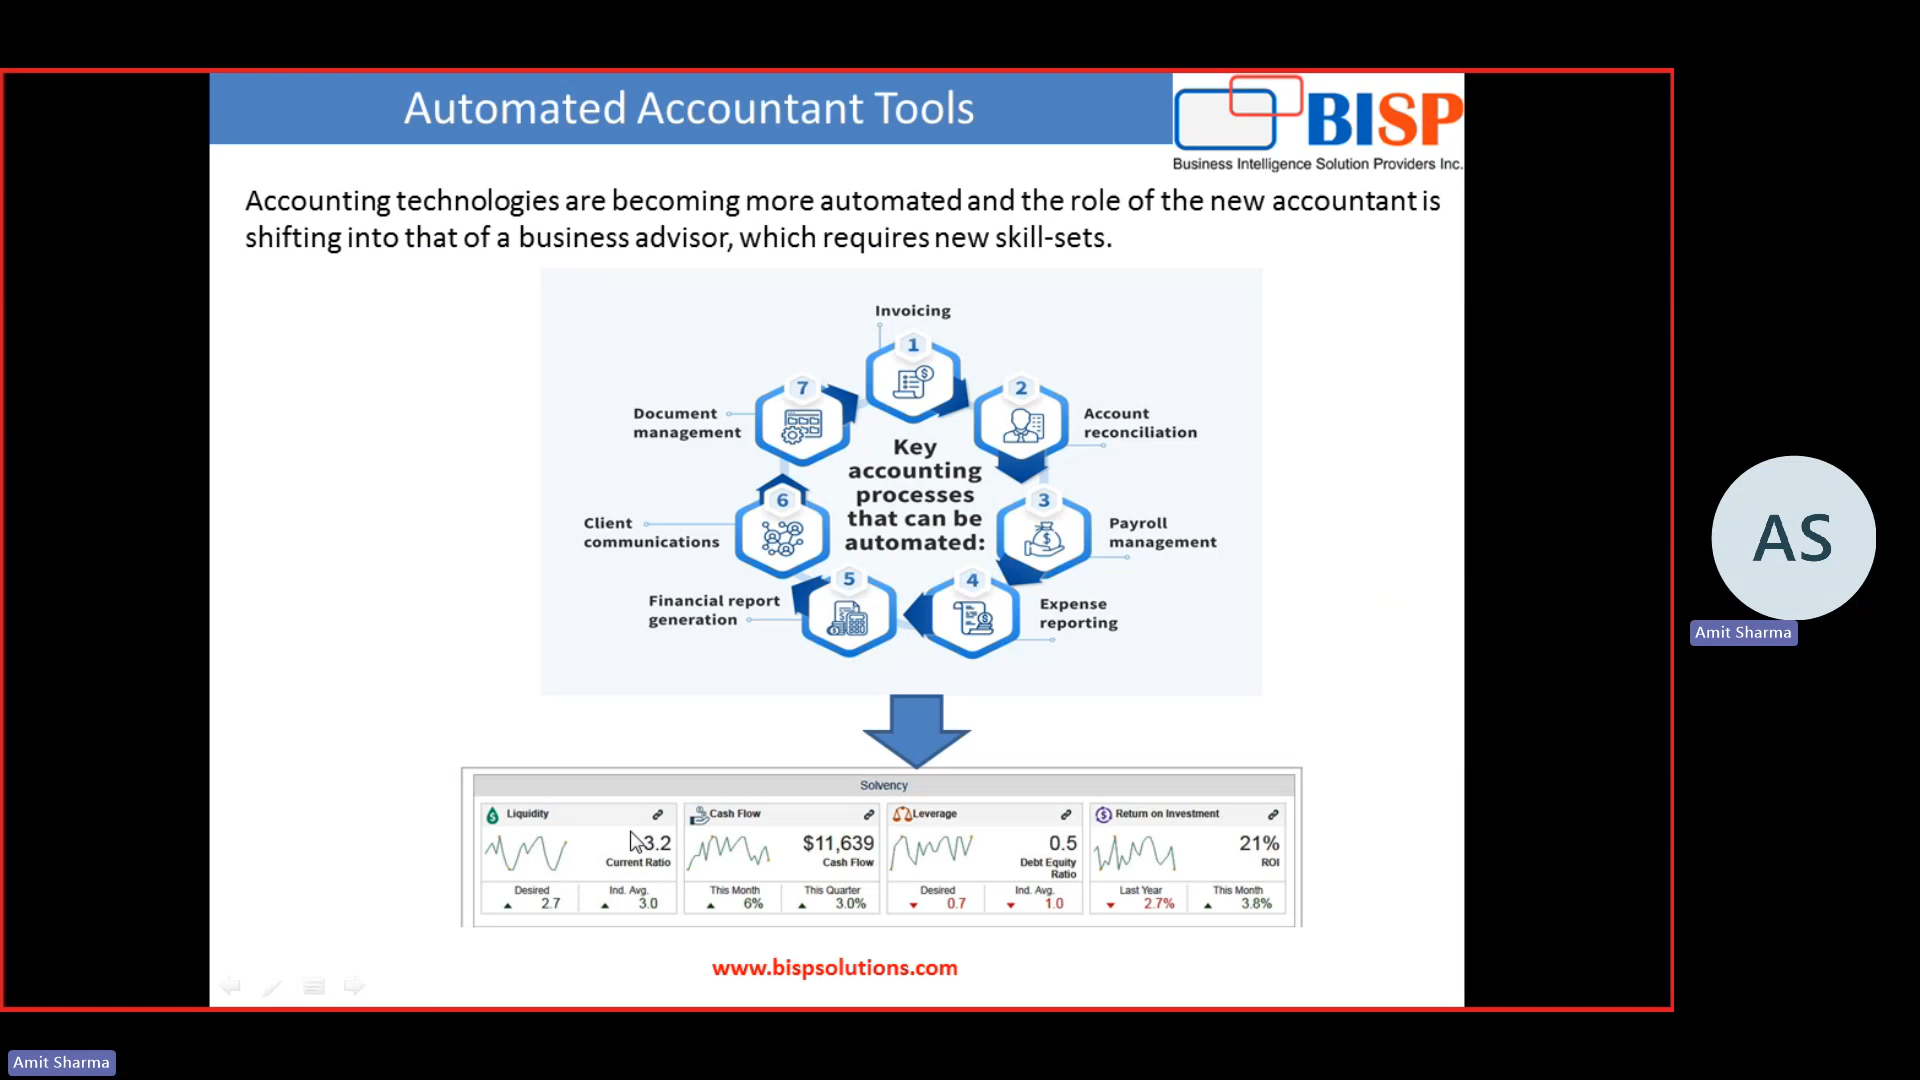 Automated Accountant Tools
BISP
Business Intelligence Solution Providers Inc.
Accounting technologies are becoming more automated and the role of the new accountant is
shifting into that of a business advisor, which requires new skill-sets.
Invoicing
1
2
Account
reconciliation
3
Payroll
management
4
Expense
reporting
5
Financial report
generation
6
Client
communications
7
Document
management
Key
accounting
processes
that can be
automated:
Solvency
Liquidity
3.2
Current Ratio
Desired
2.7
Ind. Avg.
3.0
Cash Flow
$11,639
Cash Flow
This Month
6%
This Quarter
3.0%
Leverage
0.5
Debt Equity
Ratio
Desired
0.7
Ind. Avg.
1.0
Return on Investment
21%
ROI
Last Year
2.7%
This Month
3.8%
www.bispsolutions.com
AS
Amit Sharma
Amit Sharma